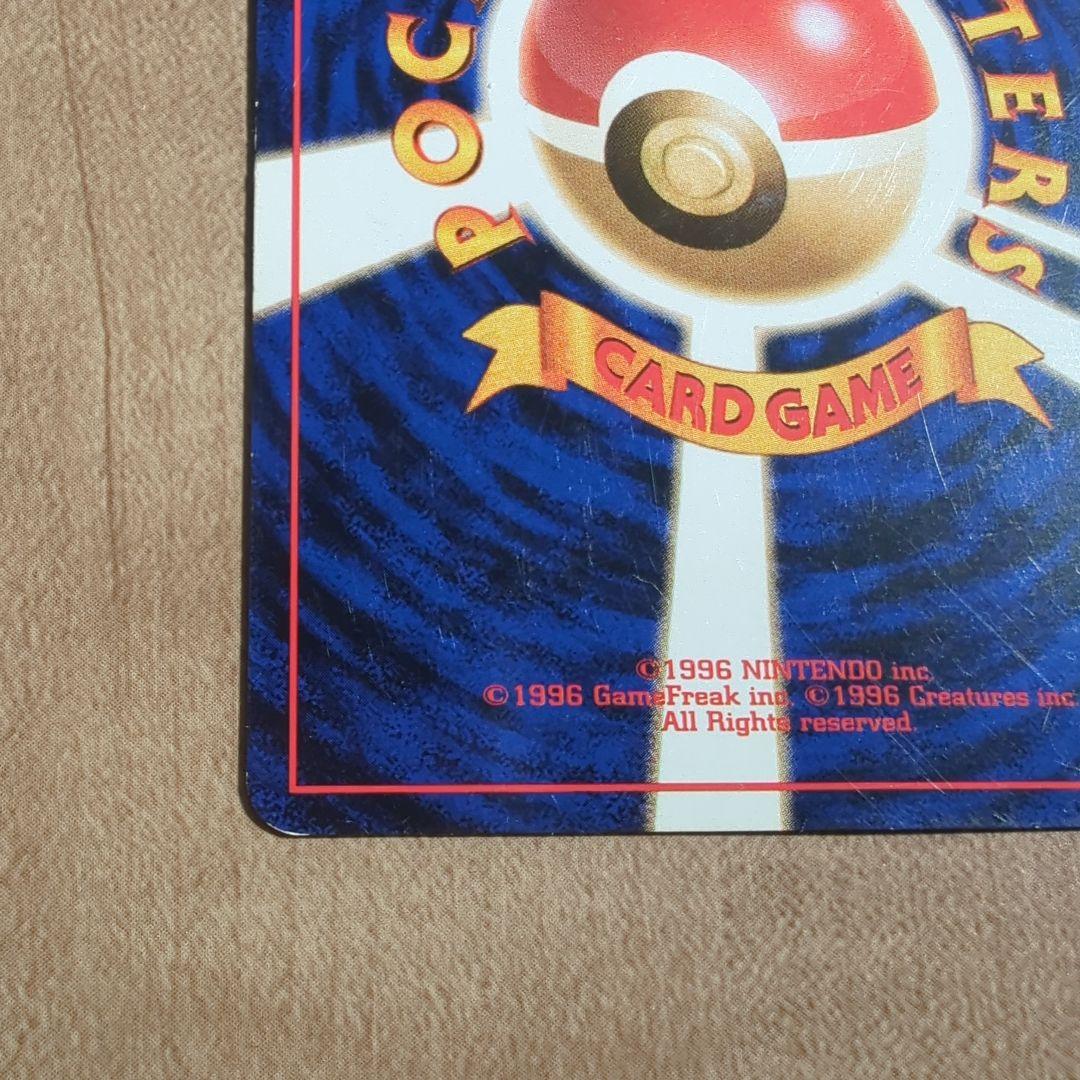 POC
TERS
CARD GAME
©1996 NINTENDO inc.
©1996 GameFreak inc. ©1996 Creatures inc
All Rights reserved.